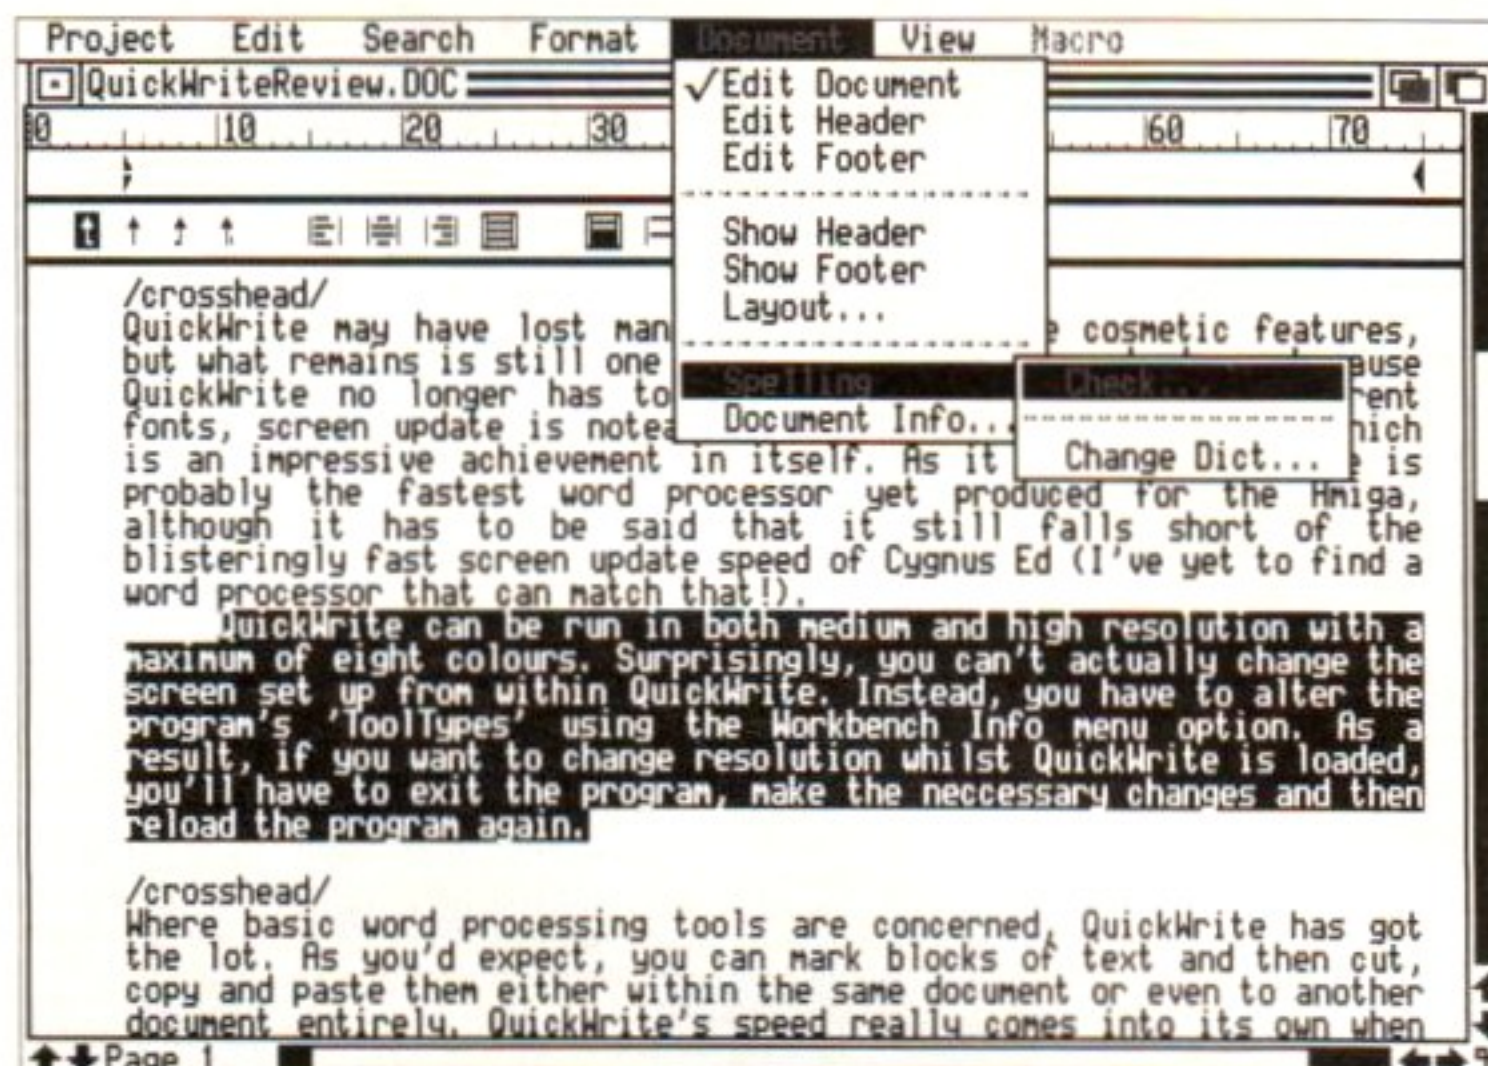 Project Edit Search Format Document View Macro
QuickWriteReview.DOC
0 10 20 30 60 70
✓Edit Document
Edit Header
Edit Footer
Show Header
Show Footer
Layout...
Spelling
Document Info...
Check...
Change Dict...
/crosshead/
QuickWrite may have lost man e cosmetic features,
but what remains is still one ause
QuickWrite no longer has to rent
fonts, screen update is notea hich
is an impressive achievement in itself. As it e is
probably the fastest word processor yet produced for the Amiga,
although it has to be said that it still falls short of the
blisteringly fast screen update speed of Cygnus Ed (I've yet to find a
word processor that can match that!).
QuickWrite can be run in both medium and high resolution with a
maximum of eight colours. Surprisingly, you can't actually change the
screen set up from within QuickWrite. Instead, you have to alter the
program's 'ToolTypes' using the Workbench Info menu option. As a
result, if you want to change resolution whilst QuickWrite is loaded,
you'll have to exit the program, make the neccessary changes and then
reload the program again.
/crosshead/
Where basic word processing tools are concerned, QuickWrite has got
the lot. As you'd expect, you can mark blocks of text and then cut,
copy and paste them either within the same document or even to another
document entirely. QuickWrite's speed really comes into its own when
Page 1